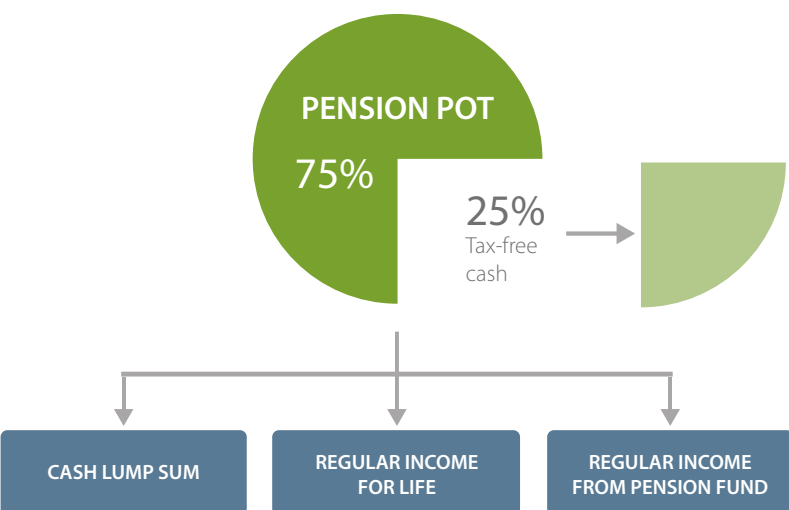 PENSION POT
75%
25%
Tax-free
cash
CASH LUMP SUM
REGULAR INCOME
FOR LIFE
REGULAR INCOME
FROM PENSION FUND